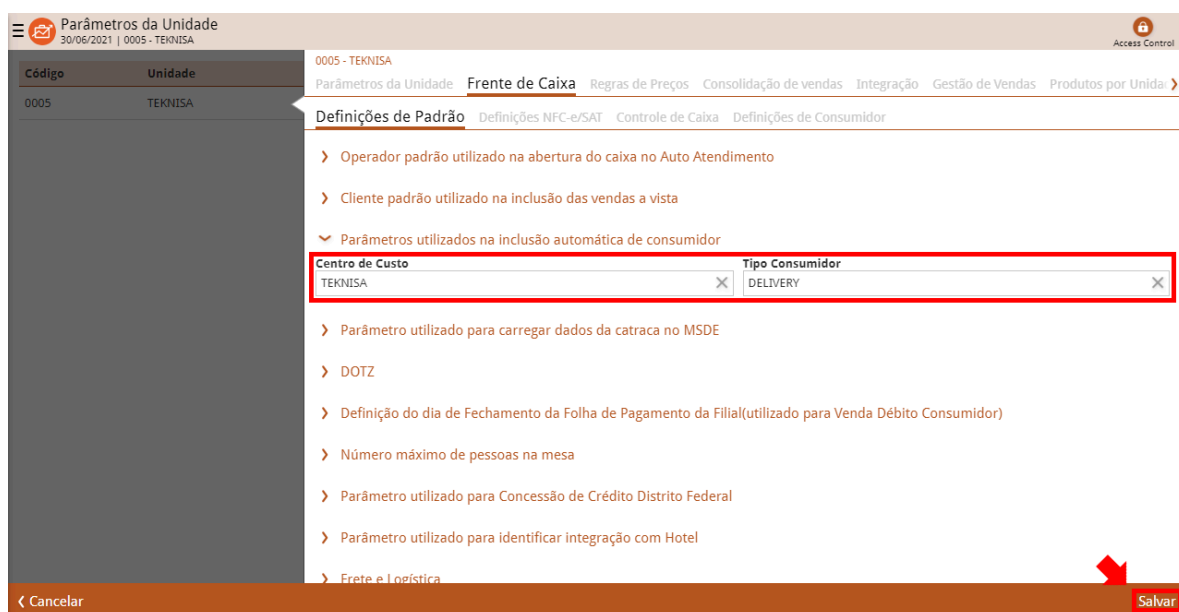 Parâmetros da Unidade
30/06/2021 | 0005 - TEKNISA
Access Control
Código Unidade
0005 TEKNISA
0005 - TEKNISA
Parâmetros da Unidade Frente de Caixa Regras de Preços Consolidação de vendas Integração Gestão de Vendas Produtos por Unida
Definições de Padrão Definições NFC-e/SAT Controle de Caixa Definições de Consumidor
Operador padrão utilizado na abertura do caixa no Auto Atendimento
Cliente padrão utilizado na inclusão das vendas a vista
Parâmetros utilizados na inclusão automática de consumidor
Centro de Custo Tipo Consumidor
TEKNISA DELIVERY
Parâmetro utilizado para carregar dados da catraca no MSDE
DOTZ
Definição do dia de Fechamento da Folha de Pagamento da Filial(utilizado para Venda Débito Consumidor)
Número máximo de pessoas na mesa
Parâmetro utilizado para Concessão de Crédito Distrito Federal
Parâmetro utilizado para identificar integração com Hotel
Frete e Logística
Cancelar Salvar